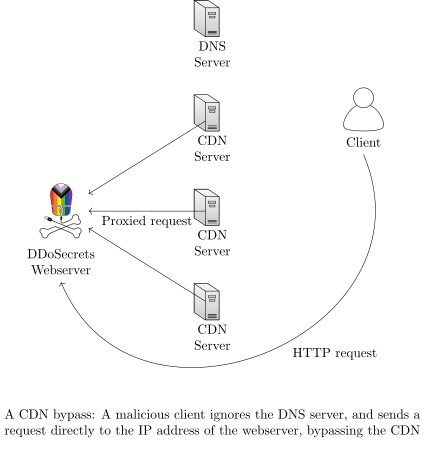 DNS
Server
CDN
Server
Client
Proxied request
CDN
Server
DDoSecrets
Webserver
CDN
Server
HTTP request
A CDN bypass: A malicious client ignores the DNS server, and sends a
request directly to the IP address of the webserver, bypassing the CDN